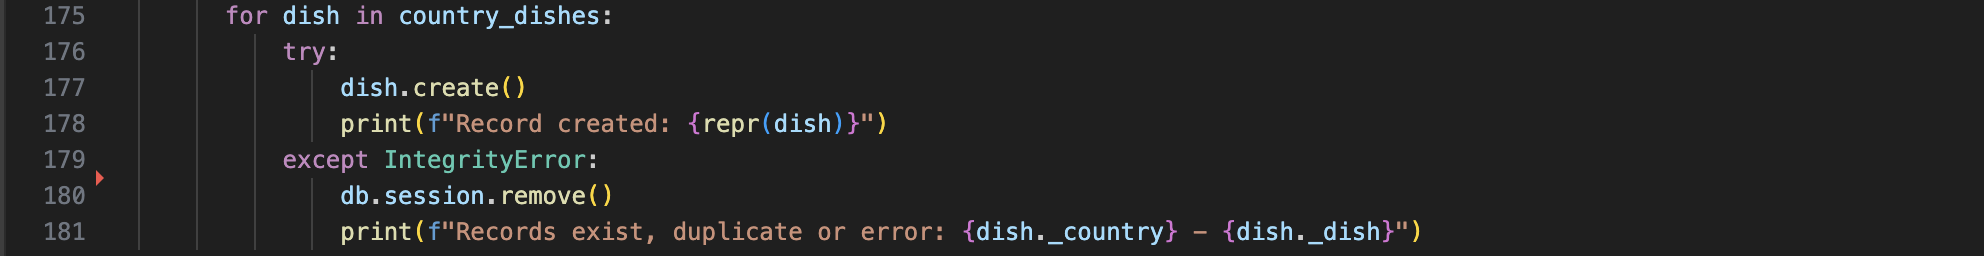 175        for dish in country_dishes:
176            try:
177                dish.create()
178                print(f"Record created: {repr(dish)}")
179            except IntegrityError:
180                db.session.remove()
181                print(f"Records exist, duplicate or error: {dish._country} - {dish._dish}")